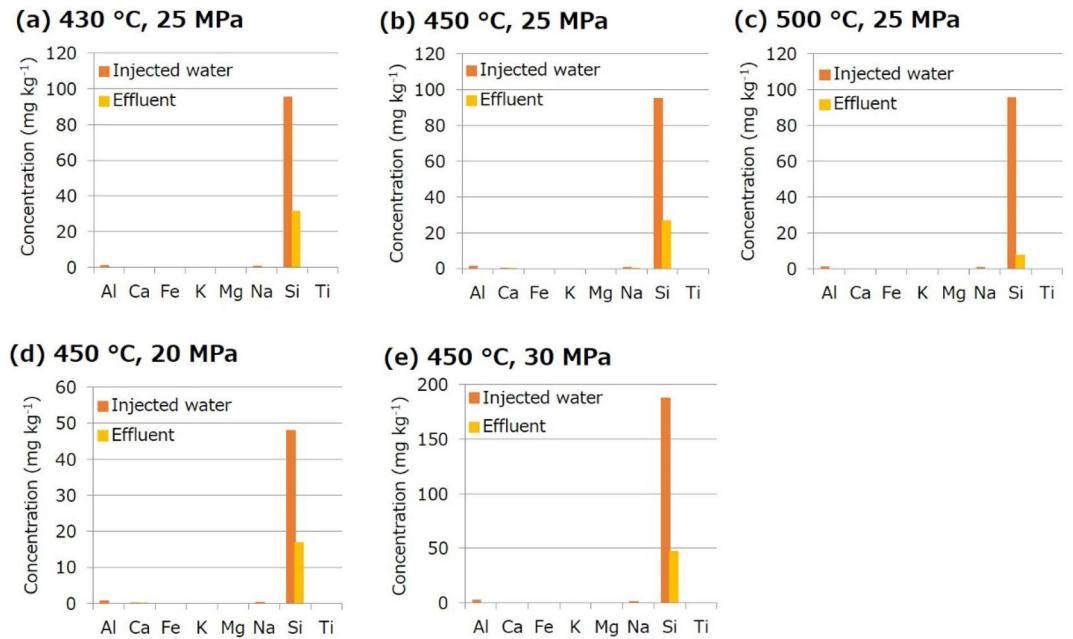 (a) 430 °C, 25 MPa
Concentration (mg kg-1)
120
100
80
60
40
20
0
Injected water
Effluent
Al Ca Fe K Mg Na Si Ti
(b) 450 °C, 25 MPa
Concentration (mg kg-1)
120
100
80
60
40
20
0
Injected water
Effluent
Al Ca Fe K Mg Na Si Ti
(c) 500 °C, 25 MPa
Concentration (mg kg-1)
120
100
80
60
40
20
0
Injected water
Effluent
Al Ca Fe K Mg Na Si Ti
(d) 450 °C, 20 MPa
Concentration (mg kg-1)
60
50
40
30
20
10
0
Injected water
Effluent
Al Ca Fe K Mg Na Si Ti
(e) 450 °C, 30 MPa
Concentration (mg kg-1)
200
150
100
50
0
Injected water
Effluent
Al Ca Fe K Mg Na Si Ti